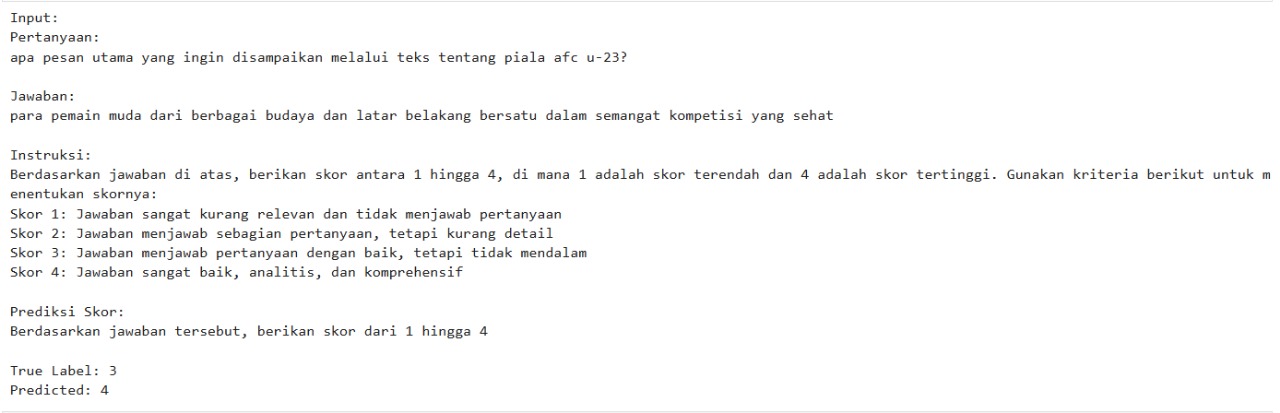 Input:
Pertanyaan:
apa pesan utama yang ingin disampaikan melalui teks tentang piala afc u-23?
Jawaban:
para pemain muda dari berbagai budaya dan latar belakang bersatu dalam semangat kompetisi yang sehat
Instruksi:
Berdasarkan jawaban di atas, berikan skor antara 1 hingga 4, di mana 1 adalah skor terendah dan 4 adalah skor tertinggi. Gunakan kriteria berikut untuk m
enentukan skornya:
Skor 1: Jawaban sangat kurang relevan dan tidak menjawab pertanyaan
Skor 2: Jawaban menjawab sebagian pertanyaan, tetapi kurang detail
Skor 3: Jawaban menjawab pertanyaan dengan baik, tetapi tidak mendalam
Skor 4: Jawaban sangat baik, analitis, dan komprehensif
Prediksi Skor:
Berdasarkan jawaban tersebut, berikan skor dari 1 hingga 4
True Label: 3
Predicted: 4